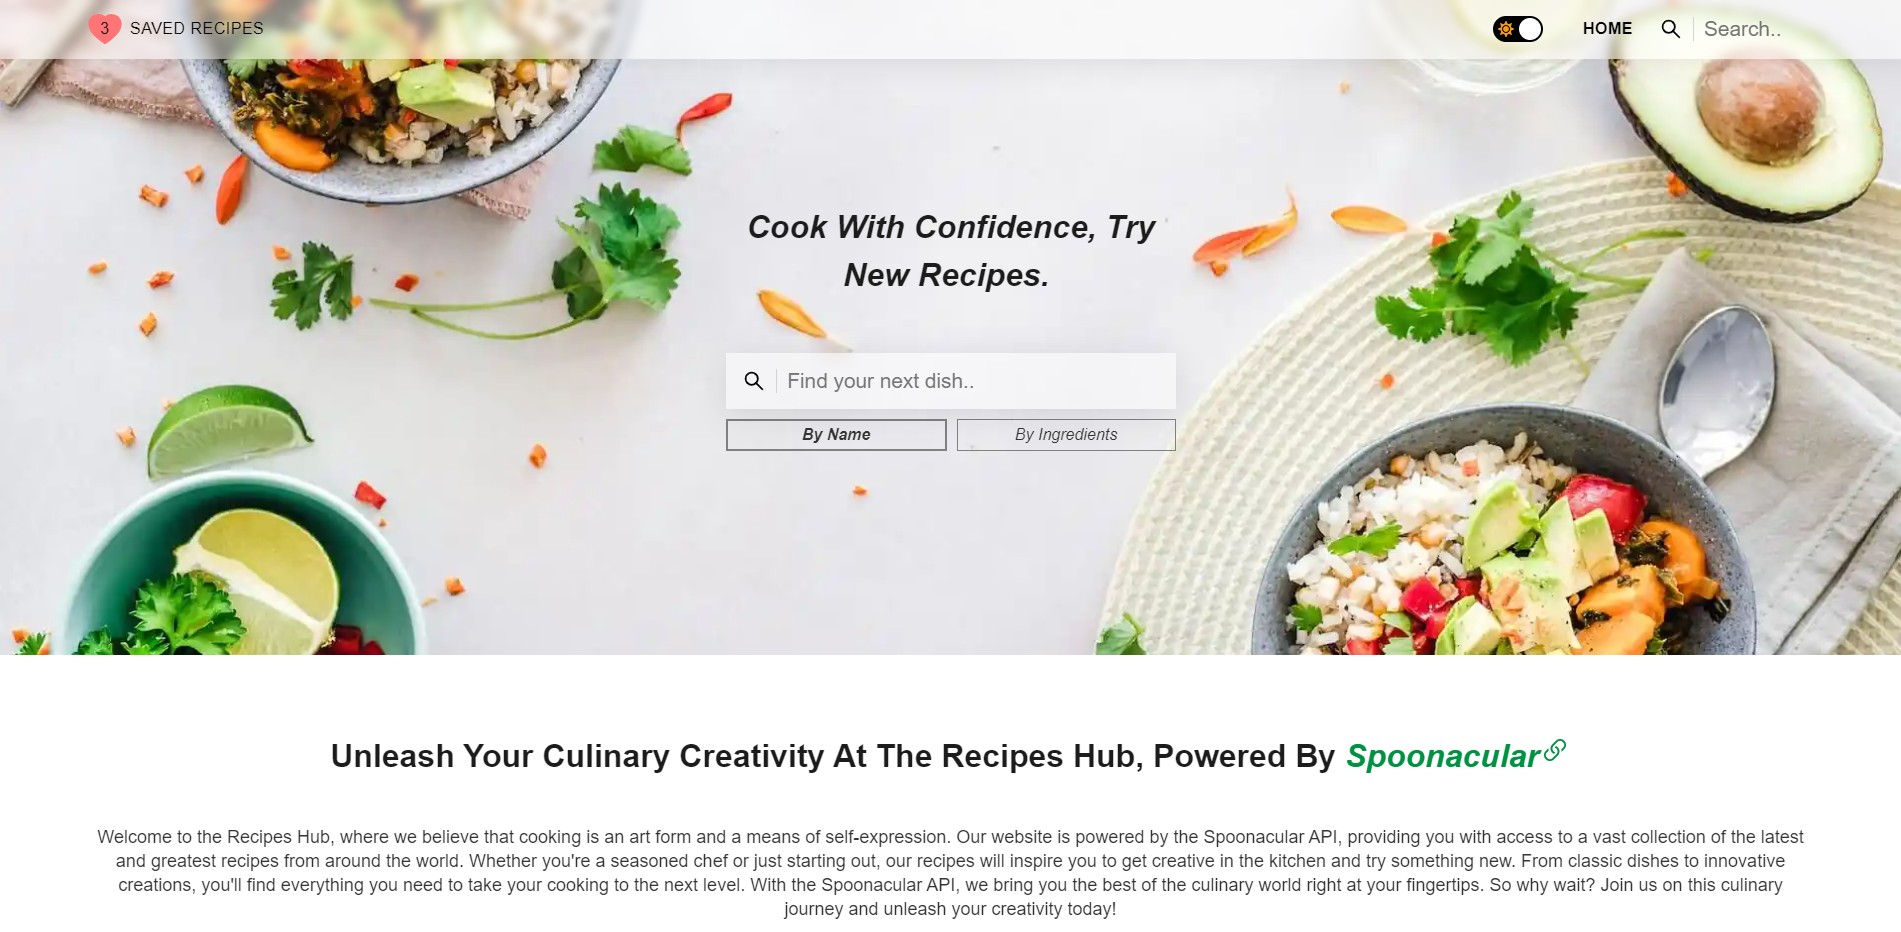 3 SAVED RECIPES
HOME
Search..
Cook With Confidence, Try
New Recipes.
Find your next dish..
By Name
By Ingredients
Unleash Your Culinary Creativity At The Recipes Hub, Powered By Spoonacular
Welcome to the Recipes Hub, where we believe that cooking is an art form and a means of self-expression. Our website is powered by the Spoonacular API, providing you with access to a vast collection of the latest
and greatest recipes from around the world. Whether you're a seasoned chef or just starting out, our recipes will inspire you to get creative in the kitchen and try something new. From classic dishes to innovative
creations, you'll find everything you need to take your cooking to the next level. With the Spoonacular API, we bring you the best of the culinary world right at your fingertips. So why wait? Join us on this culinary
journey and unleash your creativity today!